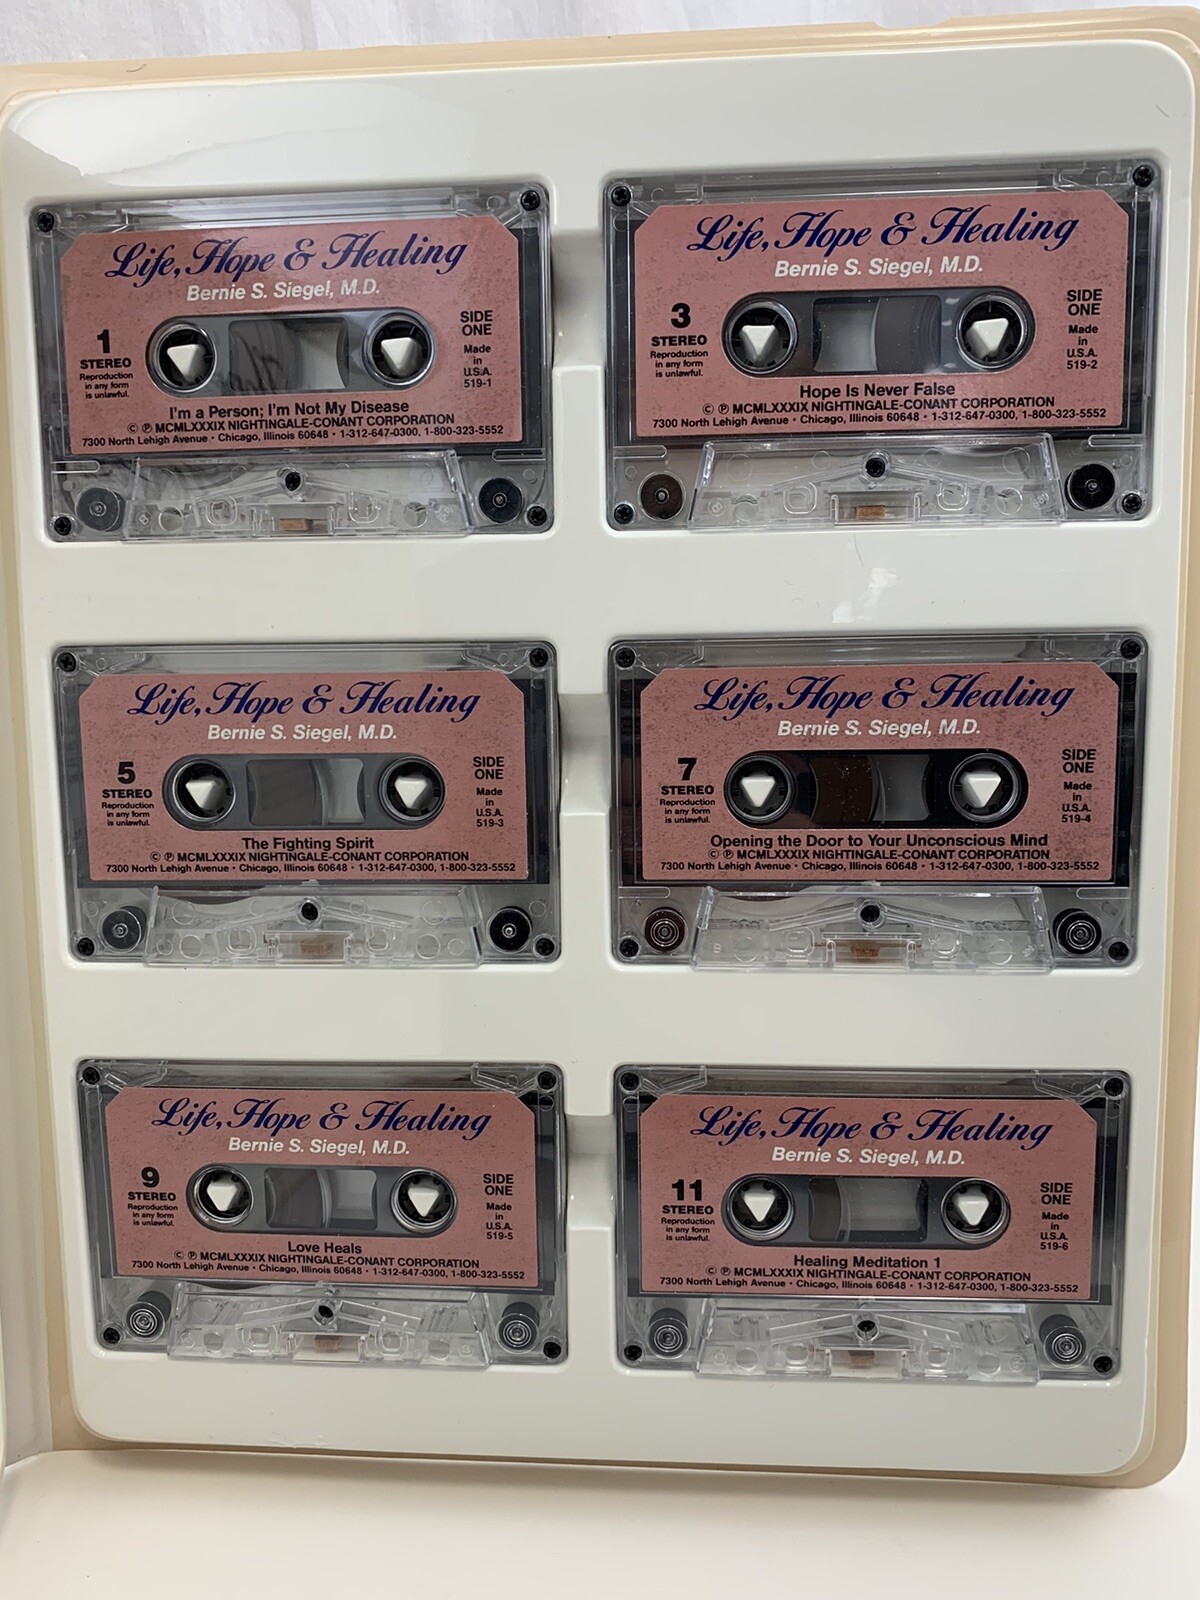 Life, Hope & Healing
Bernie S. Siegel, M.D.
1
STEREO
Reproduction
in any form
is unlawful.
SIDE
ONE
Made
in
U.S.A.
519-1
I'm a Person; I'm Not My Disease
© ℗ MCMLXXXIX NIGHTINGALE-CONANT CORPORATION
7300 North Lehigh Avenue • Chicago, Illinois 60648 • 1-312-647-0300, 1-800-323-5552
Life, Hope & Healing
Bernie S. Siegel, M.D.
3
STEREO
Reproduction
in any form
is unlawful.
SIDE
ONE
Made
in
U.S.A.
519-2
Hope Is Never False
© ℗ MCMLXXXIX NIGHTINGALE-CONANT CORPORATION
7300 North Lehigh Avenue • Chicago, Illinois 60648 • 1-312-647-0300, 1-800-323-5552
Life, Hope & Healing
Bernie S. Siegel, M.D.
5
STEREO
Reproduction
in any form
is unlawful.
SIDE
ONE
Made
in
U.S.A.
519-3
The Fighting Spirit
© ℗ MCMLXXXIX NIGHTINGALE-CONANT CORPORATION
7300 North Lehigh Avenue • Chicago, Illinois 60648 • 1-312-647-0300, 1-800-323-5552
Life, Hope & Healing
Bernie S. Siegel, M.D.
7
STEREO
Reproduction
in any form
is unlawful.
SIDE
ONE
Made
in
U.S.A.
519-4
Opening the Door to Your Unconscious Mind
© ℗ MCMLXXXIX NIGHTINGALE-CONANT CORPORATION
7300 North Lehigh Avenue • Chicago, Illinois 60648 • 1-312-647-0300, 1-800-323-5552
Life, Hope & Healing
Bernie S. Siegel, M.D.
9
STEREO
Reproduction
in any form
is unlawful.
SIDE
ONE
Made
in
U.S.A.
519-5
Love Heals
© ℗ MCMLXXXIX NIGHTINGALE-CONANT CORPORATION
7300 North Lehigh Avenue • Chicago, Illinois 60648 • 1-312-647-0300, 1-800-323-5552
Life, Hope & Healing
Bernie S. Siegel, M.D.
11
STEREO
Reproduction
in any form
is unlawful.
SIDE
ONE
Made
in
U.S.A.
519-6
Healing Meditation 1
© ℗ MCMLXXXIX NIGHTINGALE-CONANT CORPORATION
7300 North Lehigh Avenue • Chicago, Illinois 60648 • 1-312-647-0300, 1-800-323-5552